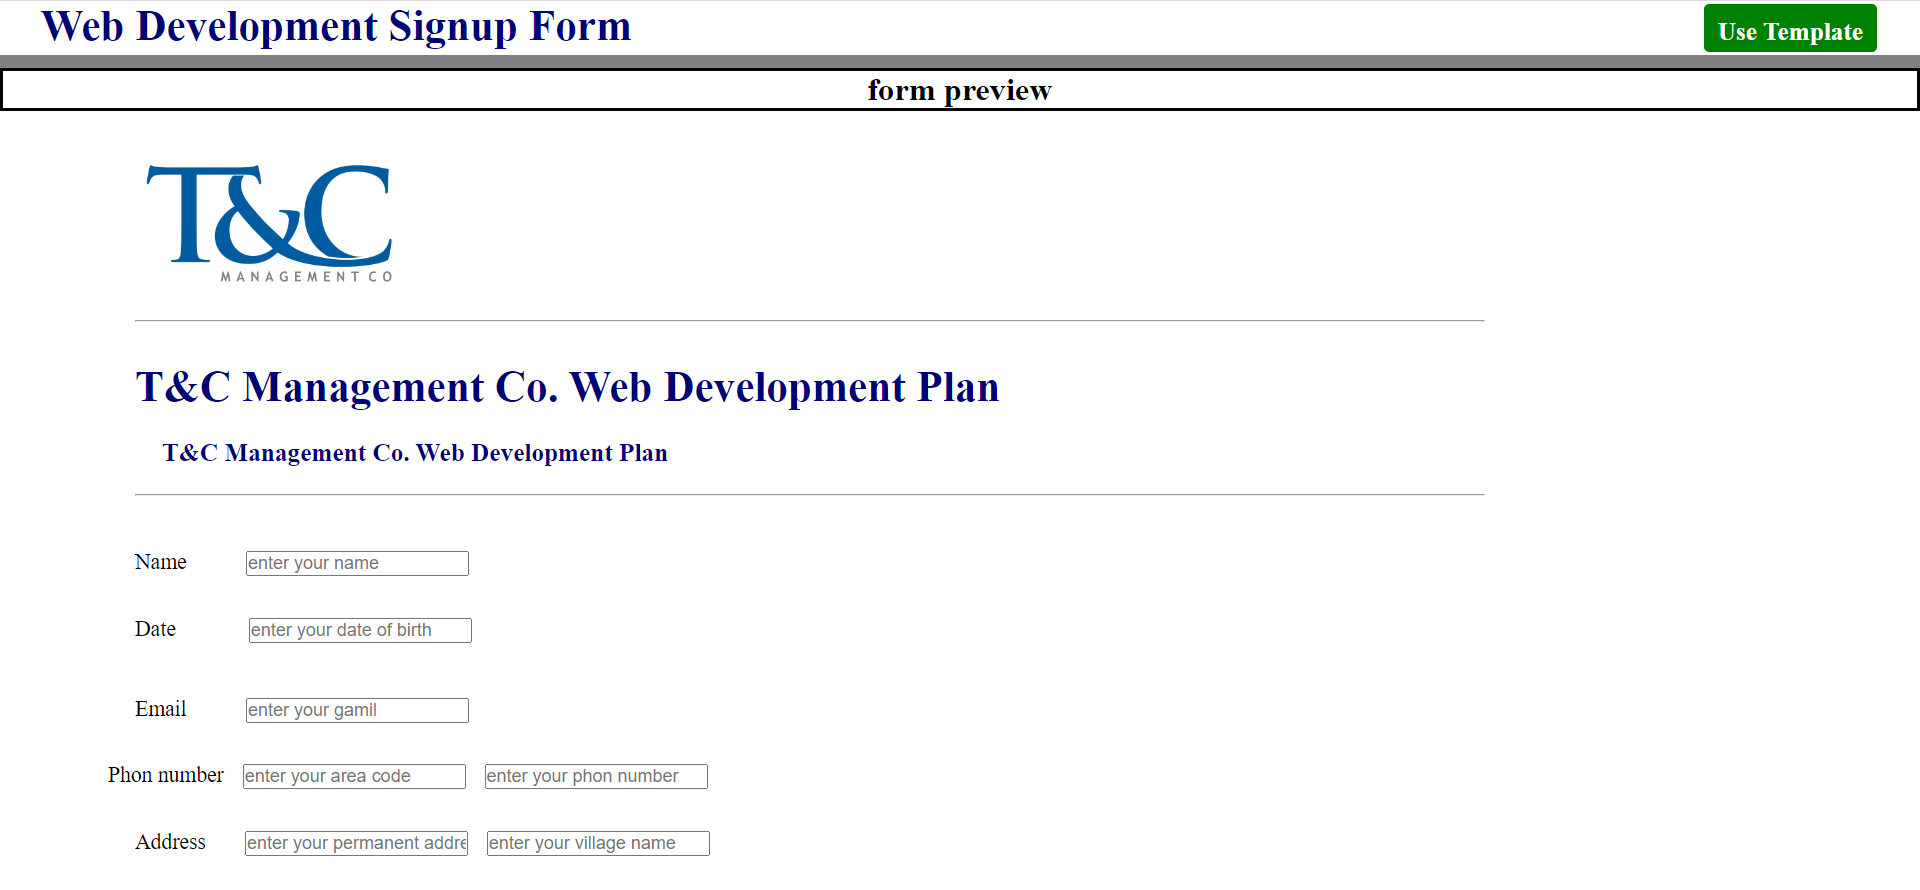 Web Development Signup Form
Use Template
form preview
T&C
MANAGEMENT CO
T&C Management Co. Web Development Plan
T&C Management Co. Web Development Plan
Name enter your name
Date enter your date of birth
Email enter your gamil
Phon number enter your area code enter your phon number
Address enter your permanent addre enter your village name